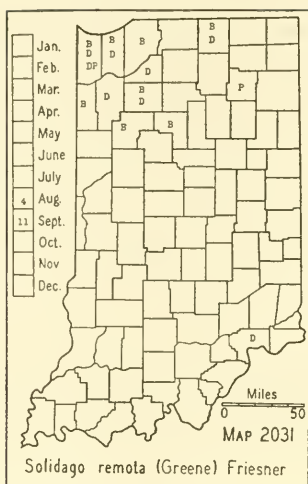 Jan.
Feb.
Mar.
Apr.
May
June
July
4 Aug.
11 Sept.
Oct.
Nov
Dec.
B B B B
D D D
DP D
B D B P
D
B B
D
Miles
0 50
MAP 2031
Solidago remota (Greene) Friesner